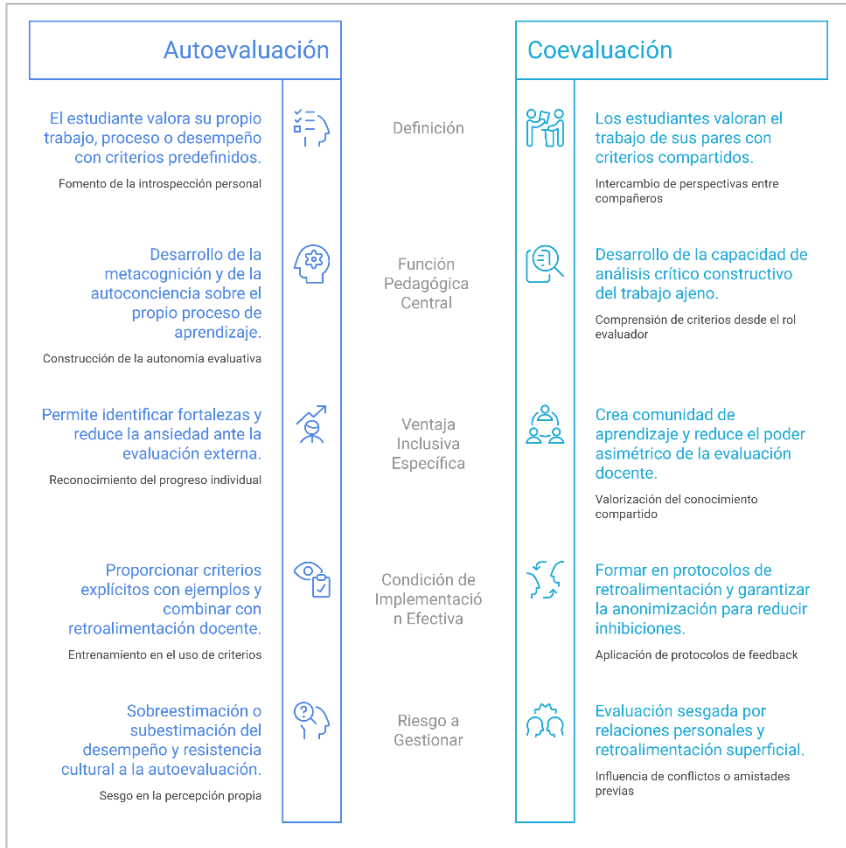 Autoevaluación
Coevaluación
El estudiante valora su propio
trabajo, proceso o desempeño
con criterios predefinidos.
Fomento de la introspección personal
Definición
Los estudiantes valoran el
trabajo de sus pares con
criterios compartidos.
Intercambio de perspectivas entre
compañeros
Desarrollo de la
metacognición y de la
autoconciencia sobre el
propio proceso de
aprendizaje.
Construcción de la autonomía evaluativa
Función
Pedagógica
Central
Desarrollo de la capacidad de
análisis crítico constructivo
del trabajo ajeno.
Comprensión de criterios desde el rol
evaluador
Permite identificar fortalezas y
reduce la ansiedad ante la
evaluación externa.
Reconocimiento del progreso individual
Ventaja
Inclusiva
Específica
Crea comunidad de
aprendizaje y reduce el poder
asimétrico de la evaluación
docente.
Valorización del conocimiento
compartido
Proporcionar criterios
explícitos con ejemplos y
combinar con
retroalimentación docente.
Entrenamiento en el uso de criterios
Condición de
Implementació
n Efectiva
Formar en protocolos de
retroalimentación y garantizar
la anonimización para reducir
inhibiciones.
Aplicación de protocolos de feedback
Sobreestimación o
subestimación del
desempeño y resistencia
cultural a la autoevaluación.
Sesgo en la percepción propia
Riesgo a
Gestionar
Evaluación sesgada por
relaciones personales y
retroalimentación superficial.
Influencia de conflictos o amistades
previas